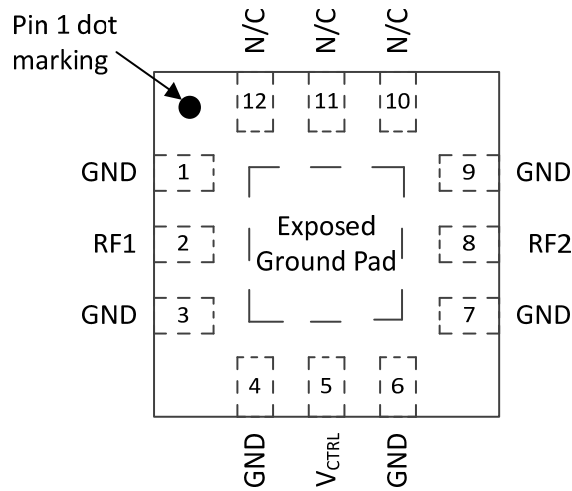 Pin 1 dot
marking
N/C
N/C
N/C
12
11
10
GND
1
9
GND
RF1
2
Exposed
Ground Pad
8
RF2
GND
3
7
GND
4
5
6
GND
VCTRL
GND